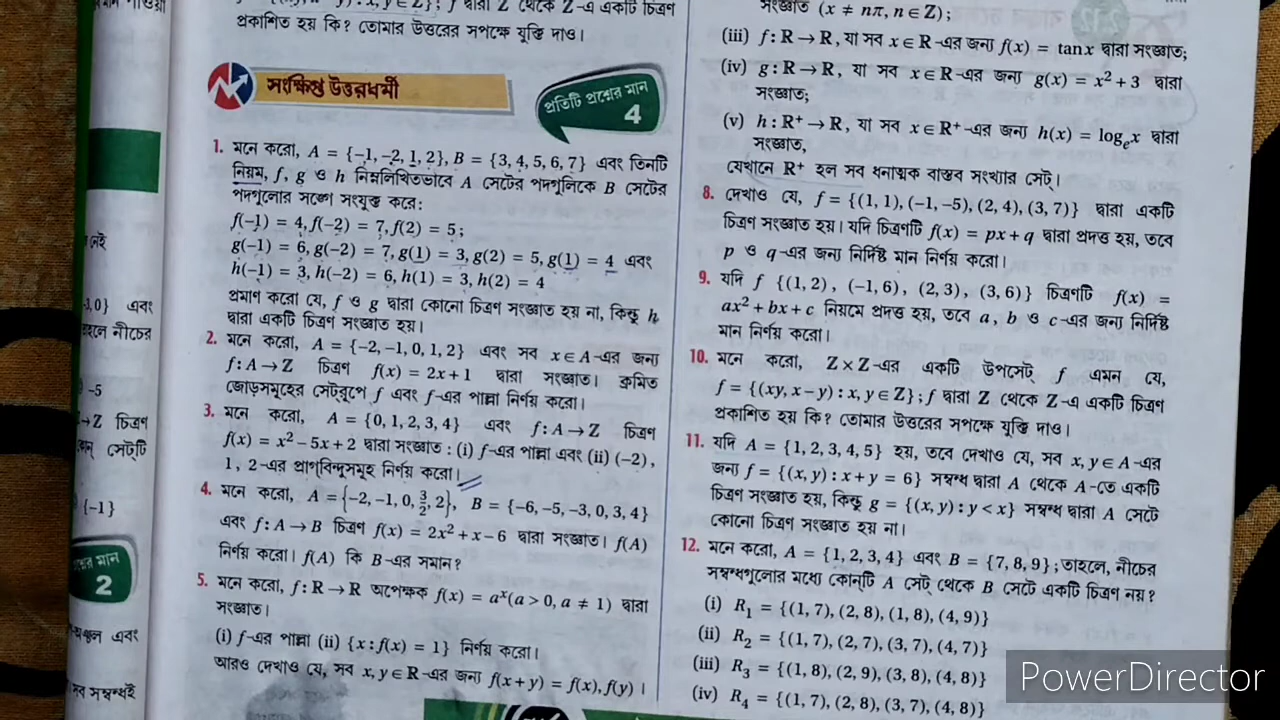 প্রকাশিত হয় কি? তোমার উত্তরের সপক্ষে যুক্তি দাও।
সংক্ষিপ্ত উত্তরধর্মী
প্রতিটি প্রশ্নের মান
4
1. মনে করো, A = {-1, -2, 1, 2}, B = {3, 4, 5, 6, 7} এবং তিনটি
নিয়ম, f, g ও h নিম্নলিখিতভাবে A সেটের পদগুলিকে B সেটের
পদগুলোর সঙ্গে সংযুক্ত করে:
f(-1) = 4, f(-2) = 7, f(2) = 5;
g(-1) = 6, g(-2) = 7, g(1) = 3, g(2) = 5, g(1) = 4 এবং
h(-1) = 3, h(-2) = 6, h(1) = 3, h(2) = 4
প্রমাণ করো যে, f ও g দ্বারা কোনো চিত্রণ সংজ্ঞাত হয় না, কিন্তু h
দ্বারা একটি চিত্রণ সংজ্ঞাত হয়।
2. মনে করো, A = {-2, -1, 0, 1, 2} এবং সব x∈A-এর জন্য
f : A → Z চিত্রণ f(x) = 2x + 1 দ্বারা সংজ্ঞাত। ক্রমিত
জোড়সমূহের সেট্‌রূপে f এবং f-এর পাল্লা নির্ণয় করো।
3. মনে করো, A = {0, 1, 2, 3, 4} এবং f : A → Z চিত্রণ
f(x) = x² - 5x + 2 দ্বারা সংজ্ঞাত : (i) f-এর পাল্লা এবং (ii) (-2),
1, 2-এর প্রাগ্‌বিন্দুসমূহ নির্ণয় করো।
4. মনে করো, A = {-2, -1, 0, 3/2, 2}, B = {-6, -5, -3, 0, 3, 4}
এবং f : A → B চিত্রণ f(x) = 2x² + x - 6 দ্বারা সংজ্ঞাত। f(A)
নির্ণয় করো। f(A) কি B-এর সমান?
5. মনে করো, f : R → R অপেক্ষক f(x) = aˣ (a > 0, a ≠ 1) দ্বারা
সংজ্ঞাত।
(i) f-এর পাল্লা (ii) {x : f(x) = 1} নির্ণয় করো।
আরও দেখাও যে, সব x, y∈R-এর জন্য f(x + y) = f(x), f(y) ।
সংজ্ঞাত (x ≠ nπ, n∈Z);
(iii) f : R → R, যা সব x∈R-এর জন্য f(x) = tanx দ্বারা সংজ্ঞাত;
(iv) g : R → R, যা সব x∈R-এর জন্য g(x) = x² + 3 দ্বারা
সংজ্ঞাত;
(v) h : R⁺ → R, যা সব x∈R⁺-এর জন্য h(x) = logₑx দ্বারা
সংজ্ঞাত,
যেখানে R⁺ হল সব ধনাত্মক বাস্তব সংখ্যার সেট্‌।
8. দেখাও যে, f = {(1, 1), (-1, -5), (2, 4), (3, 7)} দ্বারা একটি
চিত্রণ সংজ্ঞাত হয়। যদি চিত্রণটি f(x) = px + q দ্বারা প্রদত্ত হয়, তবে
p ও q-এর জন্য নির্দিষ্ট মান নির্ণয় করো।
9. যদি f {(1, 2), (-1, 6), (2, 3), (3, 6)} চিত্রণটি f(x) =
ax² + bx + c নিয়মে প্রদত্ত হয়, তবে a, b ও c-এর জন্য নির্দিষ্ট
মান নির্ণয় করো।
10. মনে করো, Z × Z-এর একটি উপসেট্‌ f এমন যে,
f = {(xy, x - y) : x, y∈Z}; f দ্বারা Z থেকে Z-এ একটি চিত্রণ
প্রকাশিত হয় কি? তোমার উত্তরের সপক্ষে যুক্তি দাও।
11. যদি A = {1, 2, 3, 4, 5} হয়, তবে দেখাও যে, সব x, y∈A-এর
জন্য f = {(x, y) : x + y = 6} সম্বন্ধ দ্বারা A থেকে A-তে একটি
চিত্রণ সংজ্ঞাত হয়, কিন্তু g = {(x, y) : y < x} সম্বন্ধ দ্বারা A সেটে
কোনো চিত্রণ সংজ্ঞাত হয় না।
12. মনে করো, A = {1, 2, 3, 4} এবং B = {7, 8, 9}; তাহলে, নীচের
সম্বন্ধগুলোর মধ্যে কোন্‌টি A সেট্‌ থেকে B সেটে একটি চিত্রণ নয়?
(i) R₁ = {(1, 7), (2, 8), (1, 8), (4, 9)}
(ii) R₂ = {(1, 7), (2, 7), (3, 7), (4, 7)}
(iii) R₃ = {(1, 8), (2, 9), (3, 8), (4, 8)}
(iv) R₄ = {(1, 7), (2, 8), (3, 7), (4, 8)}
এবং
নীচের
-5
→ Z চিত্রণ
সেট্‌টি
{-1}
2
এবং
PowerDirector